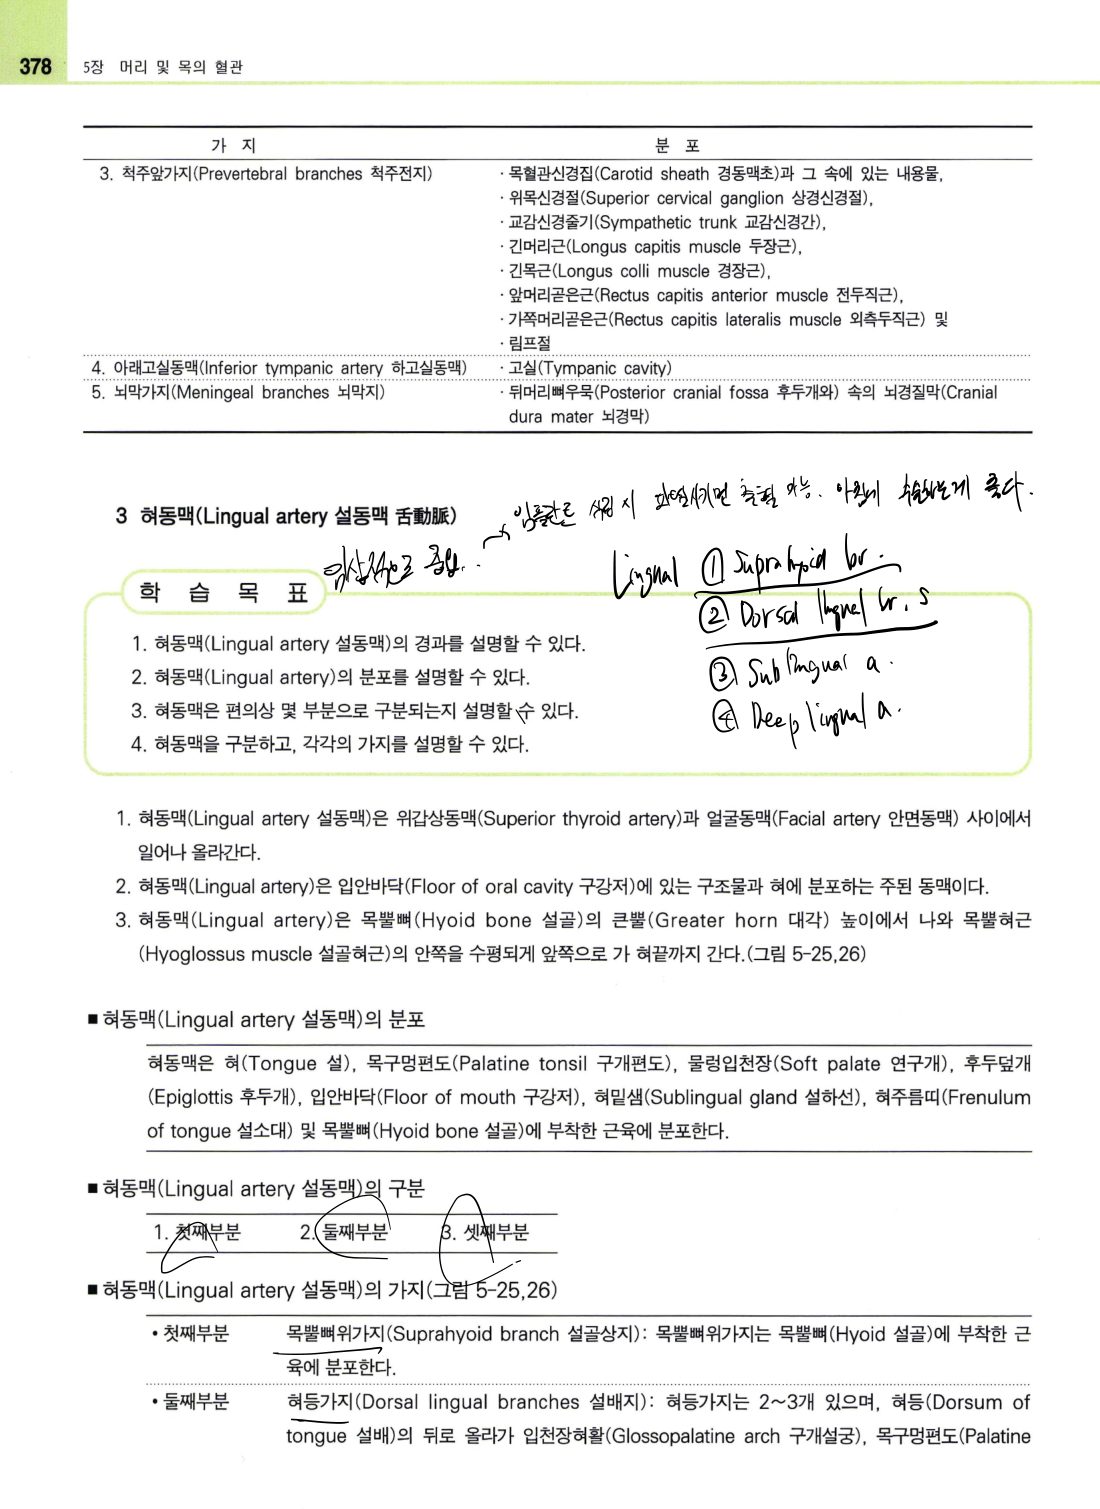 378 5장 머리 및 목의 혈관
가 지 분 포
3. 척주앞가지(Prevertebral branches 척주전지) · 목혈관신경집(Carotid sheath 경동맥초)과 그 속에 있는 내용물,
· 위목신경절(Superior cervical ganglion 상경신경절),
· 교감신경줄기(Sympathetic trunk 교감신경간),
· 긴머리근(Longus capitis muscle 두장근),
· 긴목근(Longus colli muscle 경장근),
· 앞머리곧은근(Rectus capitis anterior muscle 전두직근),
· 가쪽머리곧은근(Rectus capitis lateralis muscle 외측두직근) 및
· 림프절
4. 아래고실동맥(Inferior tympanic artery 하고실동맥) · 고실(Tympanic cavity)
5. 뇌막가지(Meningeal branches 뇌막지) · 뒤머리뼈우묵(Posterior cranial fossa 후두개와) 속의 뇌경질막(Cranial
dura mater 뇌경막)
임플란트 식립 시 파열시키면 출혈 가능.
3 혀동맥(Lingual artery 설동맥 舌動脈)
임상적으로 중요..
Lingual ① Suprahyoid br.
② Dorsal lingual br.s
③ Sublingual a.
④ Deep lingual a.
학 습 목 표
1. 혀동맥(Lingual artery 설동맥)의 경과를 설명할 수 있다.
2. 혀동맥(Lingual artery)의 분포를 설명할 수 있다.
3. 혀동맥은 편의상 몇 부분으로 구분되는지 설명할 수 있다.
4. 혀동맥을 구분하고, 각각의 가지를 설명할 수 있다.
1. 혀동맥(Lingual artery 설동맥)은 위갑상동맥(Superior thyroid artery)과 얼굴동맥(Facial artery 안면동맥) 사이에서
일어나 올라간다.
2. 혀동맥(Lingual artery)은 입안바닥(Floor of oral cavity 구강저)에 있는 구조물과 혀에 분포하는 주된 동맥이다.
3. 혀동맥(Lingual artery)은 목뿔뼈(Hyoid bone 설골)의 큰뿔(Greater horn 대각) 높이에서 나와 목뿔혀근
(Hyoglossus muscle 설골혀근)의 안쪽을 수평되게 앞쪽으로 가 혀끝까지 간다.(그림 5-25,26)
■ 혀동맥(Lingual artery 설동맥)의 분포
혀동맥은 혀(Tongue 설), 목구멍편도(Palatine tonsil 구개편도), 물렁입천장(Soft palate 연구개), 후두덮개
(Epiglottis 후두개), 입안바닥(Floor of mouth 구강저), 혀밑샘(Sublingual gland 설하선), 혀주름띠(Frenulum
of tongue 설소대) 및 목뿔뼈(Hyoid bone 설골)에 부착한 근육에 분포한다.
■ 혀동맥(Lingual artery 설동맥)의 구분
1. 첫째부분 2. 둘째부분 3. 셋째부분
■ 혀동맥(Lingual artery 설동맥)의 가지(그림 5-25,26)
• 첫째부분 목뿔뼈위가지(Suprahyoid branch 설골상지): 목뿔뼈위가지는 목뿔뼈(Hyoid 설골)에 부착한 근
육에 분포한다.
• 둘째부분 혀등가지(Dorsal lingual branches 설배지): 혀등가지는 2~3개 있으며, 혀등(Dorsum of
tongue 설배)의 뒤로 올라가 입천장혀활(Glossopalatine arch 구개설궁), 목구멍편도(Palatine